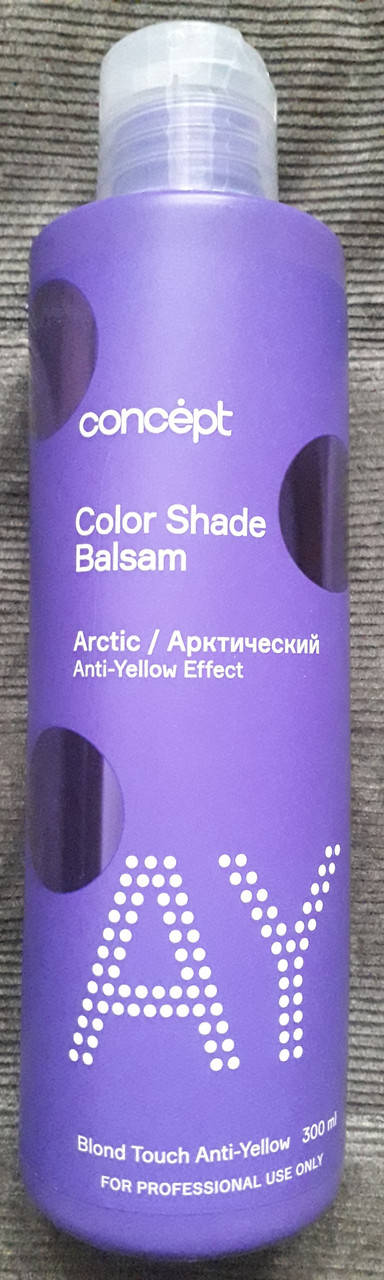 concept
Color Shade
Balsam
Arctic / Арктический
Anti-Yellow Effect
AY
Blond Touch Anti-Yellow 300 ml
FOR PROFESSIONAL USE ONLY